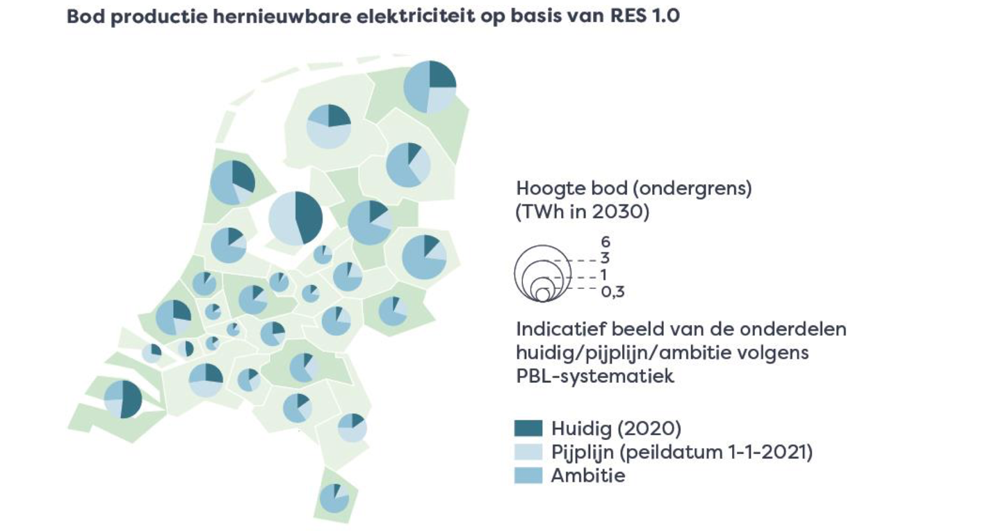 Bod productie hernieuwbare elektriciteit op basis van RES 1.0
Hoogte bod (ondergrens)
(TWh in 2030)
6
3
1
0,3
Indicatief beeld van de onderdelen
huidig/pijplijn/ambitie volgens
PBL-systematiek
Huidig (2020)
Pijplijn (peildatum 1-1-2021)
Ambitie